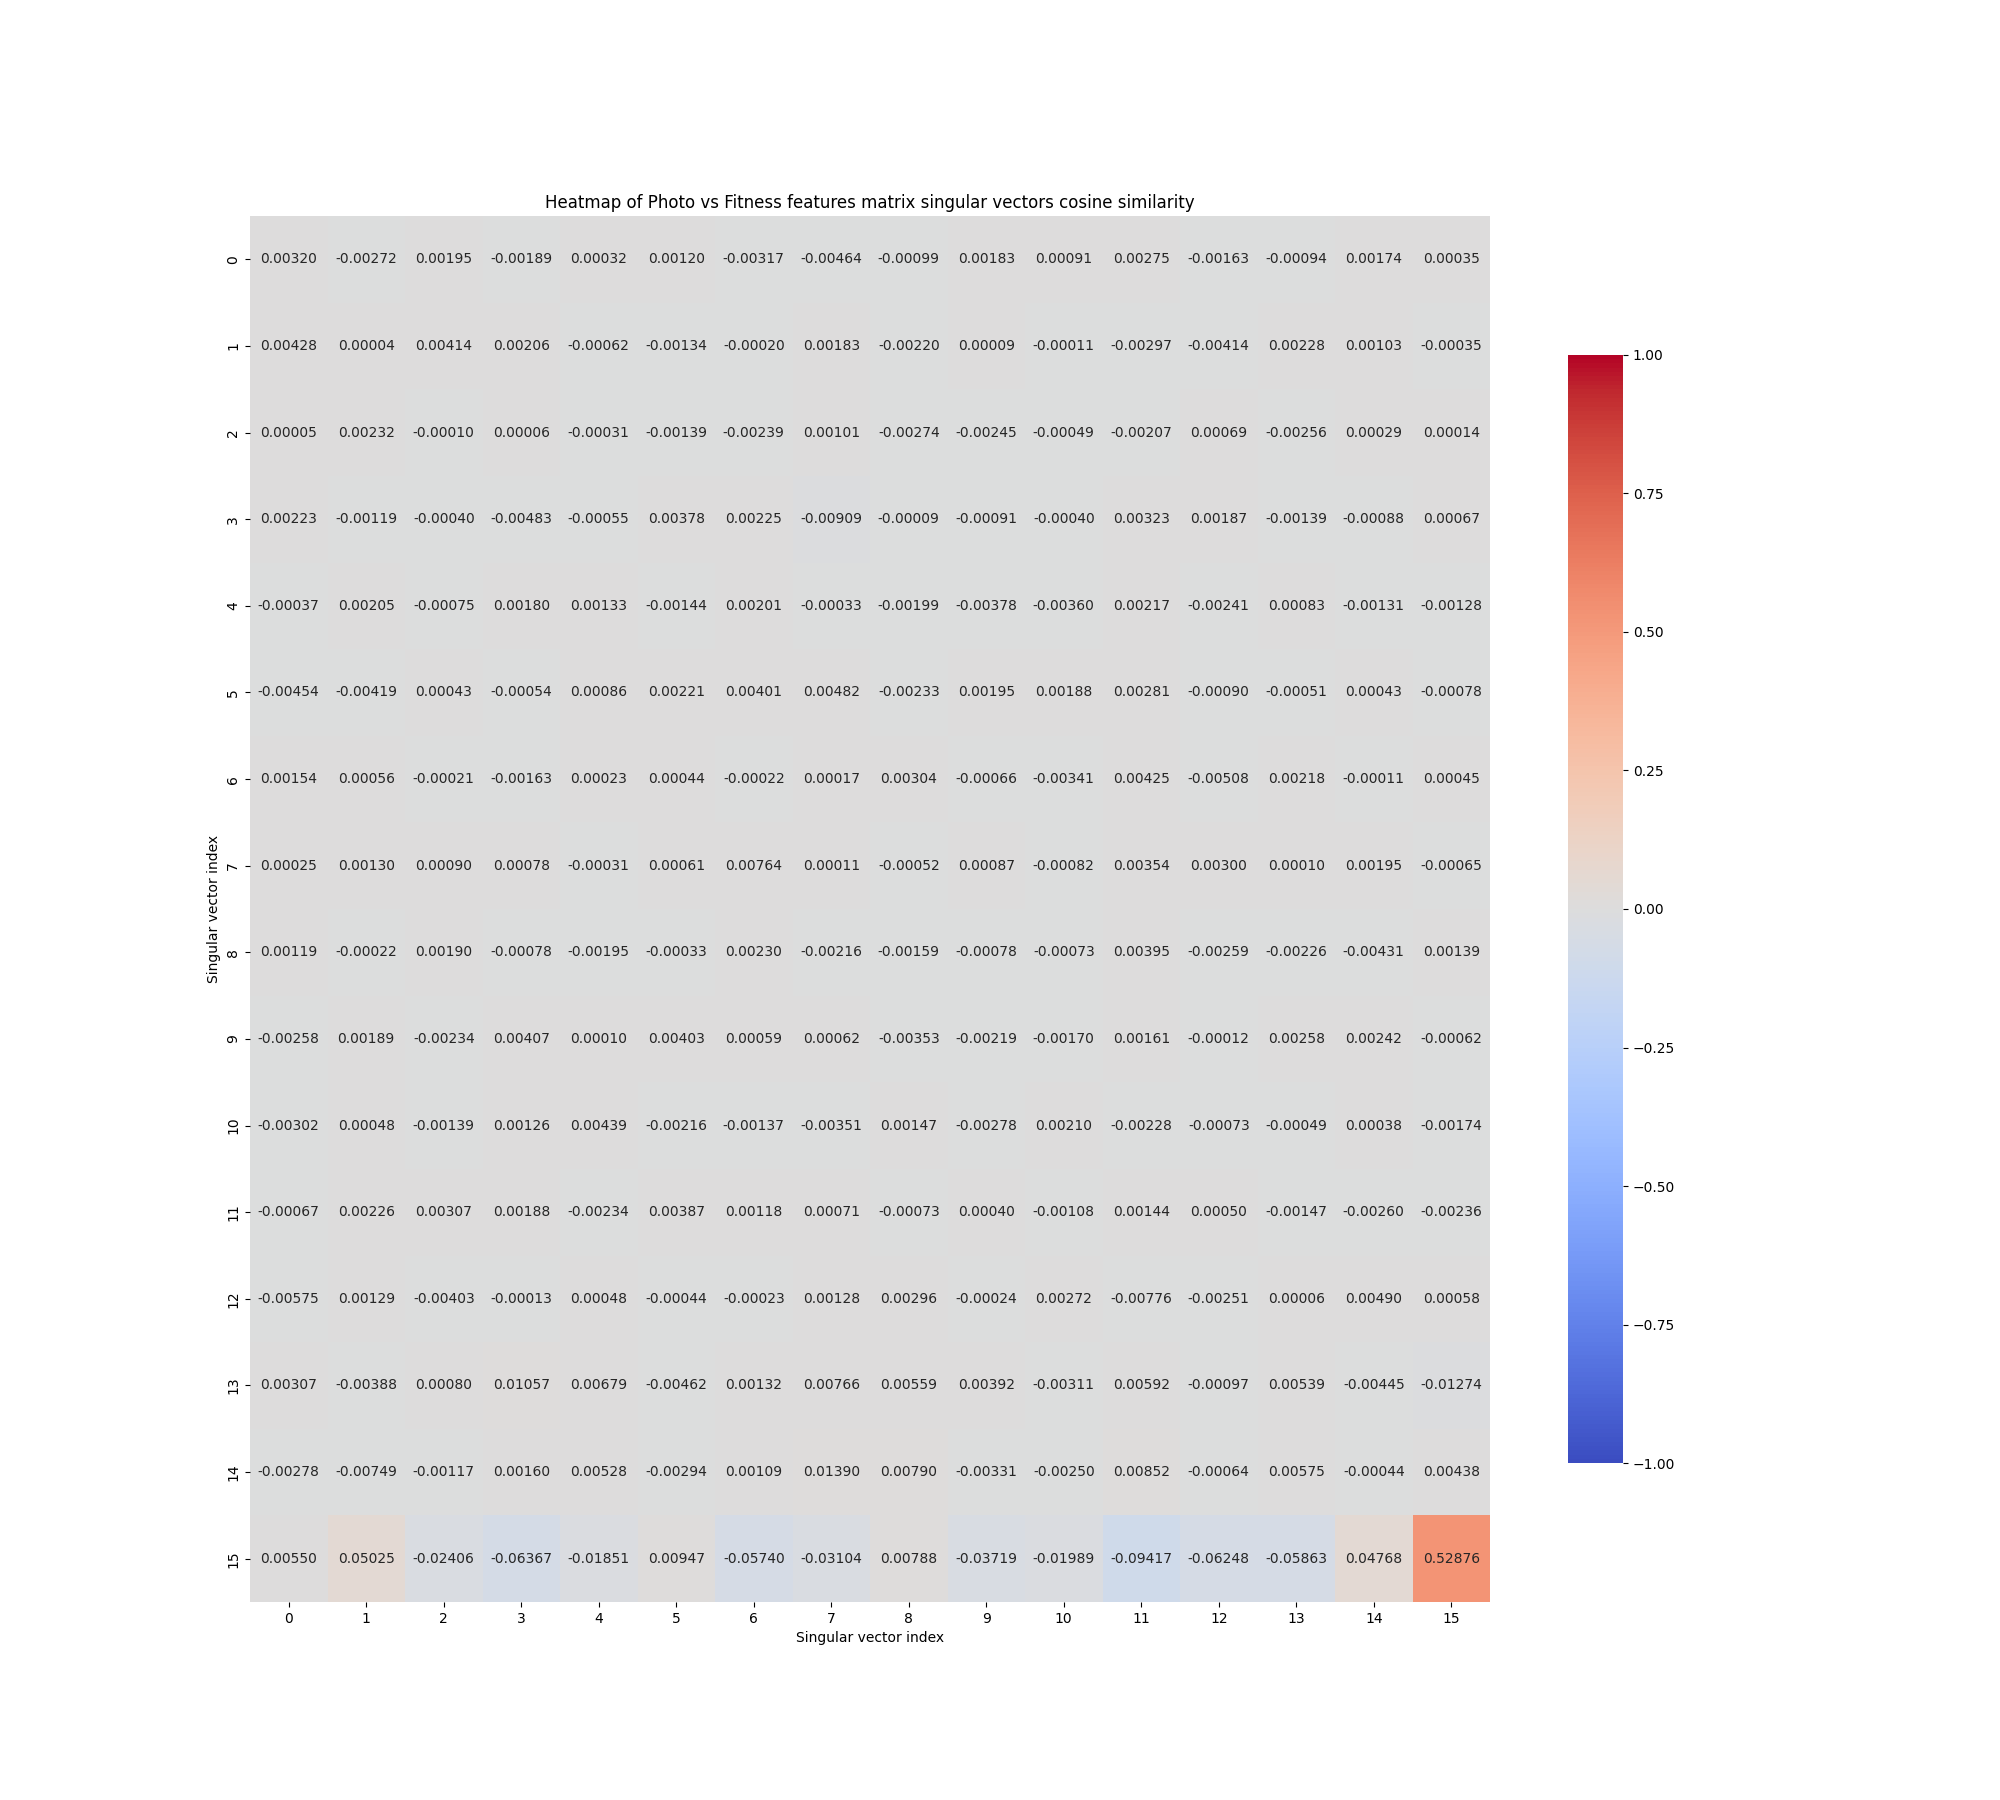 Heatmap of Photo vs Fitness features matrix singular vectors cosine similarity
0 0.00320 -0.00272 0.00195 -0.00189 0.00032 0.00120 -0.00317 -0.00464 -0.00099 0.00183 0.00091 0.00275 -0.00163 -0.00094 0.00174 0.00035
1 0.00428 0.00004 0.00414 0.00206 -0.00062 -0.00134 -0.00020 0.00183 -0.00220 0.00009 -0.00011 -0.00297 -0.00414 0.00228 0.00103 -0.00035
2 0.00005 0.00232 -0.00010 0.00006 -0.00031 -0.00139 -0.00239 0.00101 -0.00274 -0.00245 -0.00049 -0.00207 0.00069 -0.00256 0.00029 0.00014
3 0.00223 -0.00119 -0.00040 -0.00483 -0.00055 0.00378 0.00225 -0.00909 -0.00009 -0.00091 -0.00040 0.00323 0.00187 -0.00139 -0.00088 0.00067
4 -0.00037 0.00205 -0.00075 0.00180 0.00133 -0.00144 0.00201 -0.00033 -0.00199 -0.00378 -0.00360 0.00217 -0.00241 0.00083 -0.00131 -0.00128
5 -0.00454 -0.00419 0.00043 -0.00054 0.00086 0.00221 0.00401 0.00482 -0.00233 0.00195 0.00188 0.00281 -0.00090 -0.00051 0.00043 -0.00078
6 0.00154 0.00056 -0.00021 -0.00163 0.00023 0.00044 -0.00022 0.00017 0.00304 -0.00066 -0.00341 0.00425 -0.00508 0.00218 -0.00011 0.00045
7 0.00025 0.00130 0.00090 0.00078 -0.00031 0.00061 0.00764 0.00011 -0.00052 0.00087 -0.00082 0.00354 0.00300 0.00010 0.00195 -0.00065
8 0.00119 -0.00022 0.00190 -0.00078 -0.00195 -0.00033 0.00230 -0.00216 -0.00159 -0.00078 -0.00073 0.00395 -0.00259 -0.00226 -0.00431 0.00139
9 -0.00258 0.00189 -0.00234 0.00407 0.00010 0.00403 0.00059 0.00062 -0.00353 -0.00219 -0.00170 0.00161 -0.00012 0.00258 0.00242 -0.00062
10 -0.00302 0.00048 -0.00139 0.00126 0.00439 -0.00216 -0.00137 -0.00351 0.00147 -0.00278 0.00210 -0.00228 -0.00073 -0.00049 0.00038 -0.00174
11 -0.00067 0.00226 0.00307 0.00188 -0.00234 0.00387 0.00118 0.00071 -0.00073 0.00040 -0.00108 0.00144 0.00050 -0.00147 -0.00260 -0.00236
12 -0.00575 0.00129 -0.00403 -0.00013 0.00048 -0.00044 -0.00023 0.00128 0.00296 -0.00024 0.00272 -0.00776 -0.00251 0.00006 0.00490 0.00058
13 0.00307 -0.00388 0.00080 0.01057 0.00679 -0.00462 0.00132 0.00766 0.00559 0.00392 -0.00311 0.00592 -0.00097 0.00539 -0.00445 -0.01274
14 -0.00278 -0.00749 -0.00117 0.00160 0.00528 -0.00294 0.00109 0.01390 0.00790 -0.00331 -0.00250 0.00852 -0.00064 0.00575 -0.00044 0.00438
15 0.00550 0.05025 -0.02406 -0.06367 -0.01851 0.00947 -0.05740 -0.03104 0.00788 -0.03719 -0.01989 -0.09417 -0.06248 -0.05863 0.04768 0.52876
0 1 2 3 4 5 6 7 8 9 10 11 12 13 14 15
Singular vector index
Singular vector index
1.00
0.75
0.50
0.25
0.00
−0.25
−0.50
−0.75
−1.00